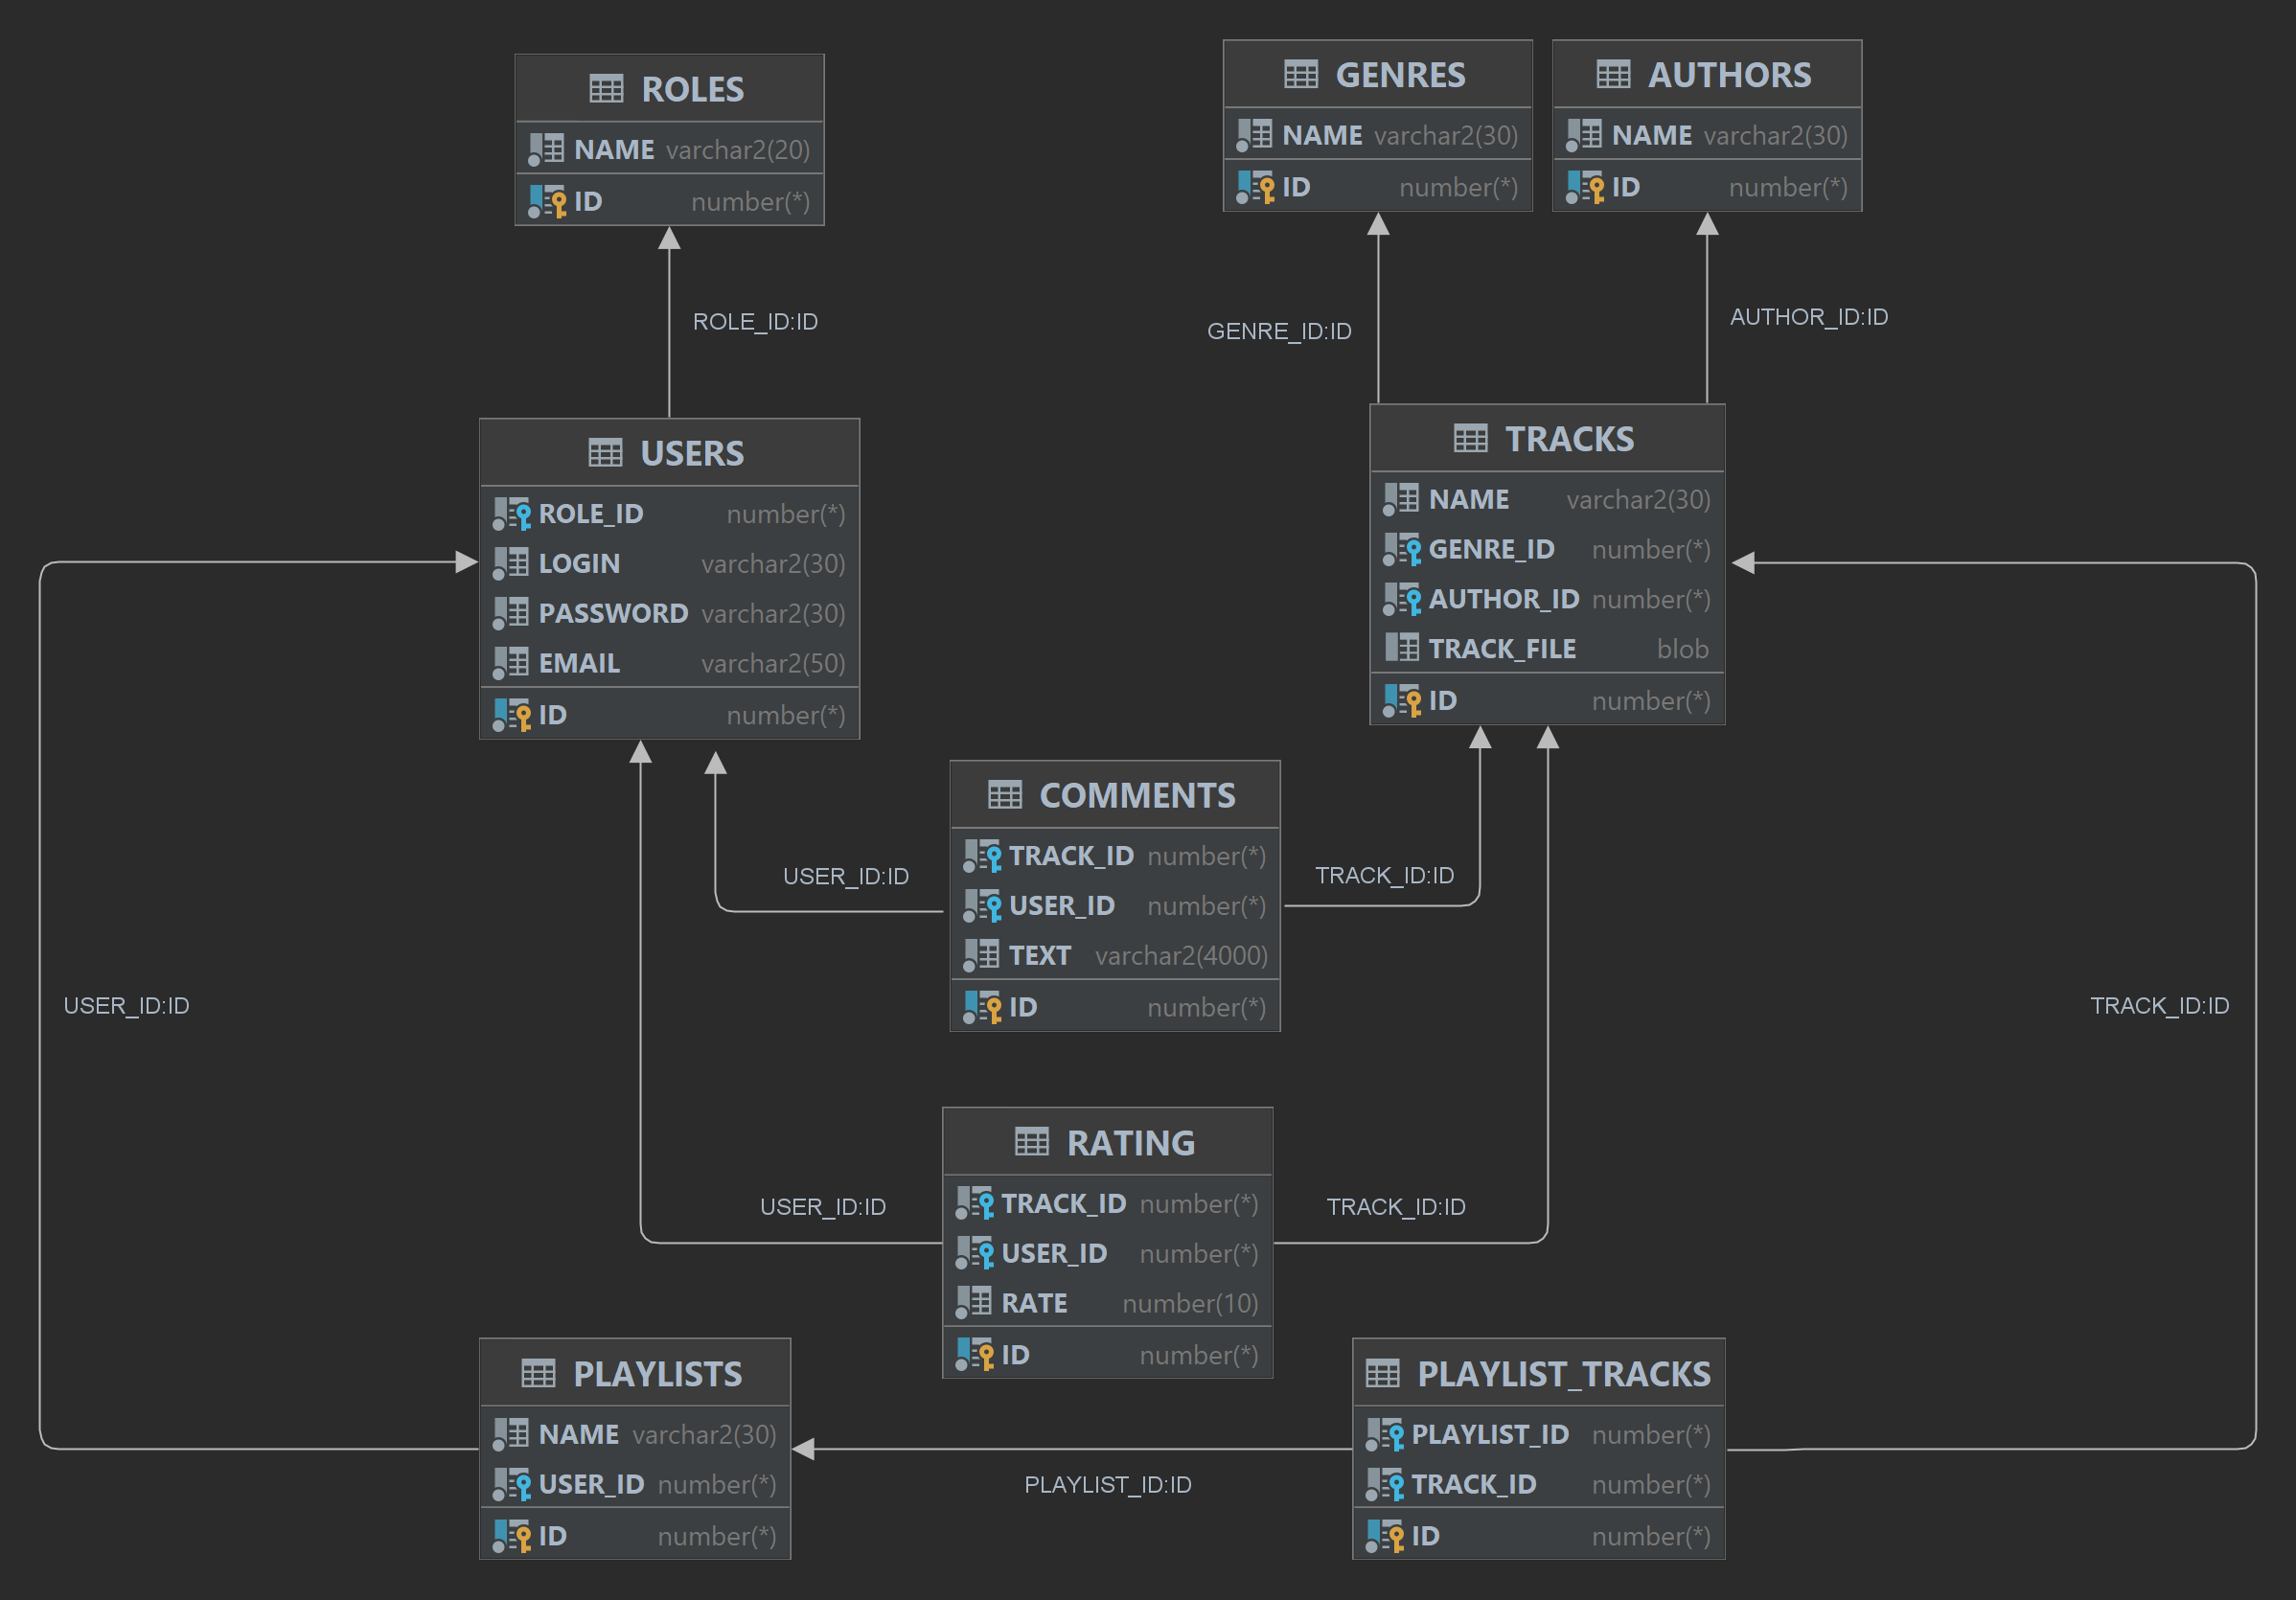 ROLES
NAME varchar2(20)
ID number(*)
GENRES
NAME varchar2(30)
ID number(*)
AUTHORS
NAME varchar2(30)
ID number(*)
ROLE_ID:ID
GENRE_ID:ID
AUTHOR_ID:ID
USERS
ROLE_ID number(*)
LOGIN varchar2(30)
PASSWORD varchar2(30)
EMAIL varchar2(50)
ID number(*)
TRACKS
NAME varchar2(30)
GENRE_ID number(*)
AUTHOR_ID number(*)
TRACK_FILE blob
ID number(*)
COMMENTS
TRACK_ID number(*)
USER_ID number(*)
TEXT varchar2(4000)
ID number(*)
USER_ID:ID
TRACK_ID:ID
USER_ID:ID
TRACK_ID:ID
RATING
TRACK_ID number(*)
USER_ID number(*)
RATE number(10)
ID number(*)
USER_ID:ID
TRACK_ID:ID
PLAYLISTS
NAME varchar2(30)
USER_ID number(*)
ID number(*)
PLAYLIST_ID:ID
PLAYLIST_TRACKS
PLAYLIST_ID number(*)
TRACK_ID number(*)
ID number(*)